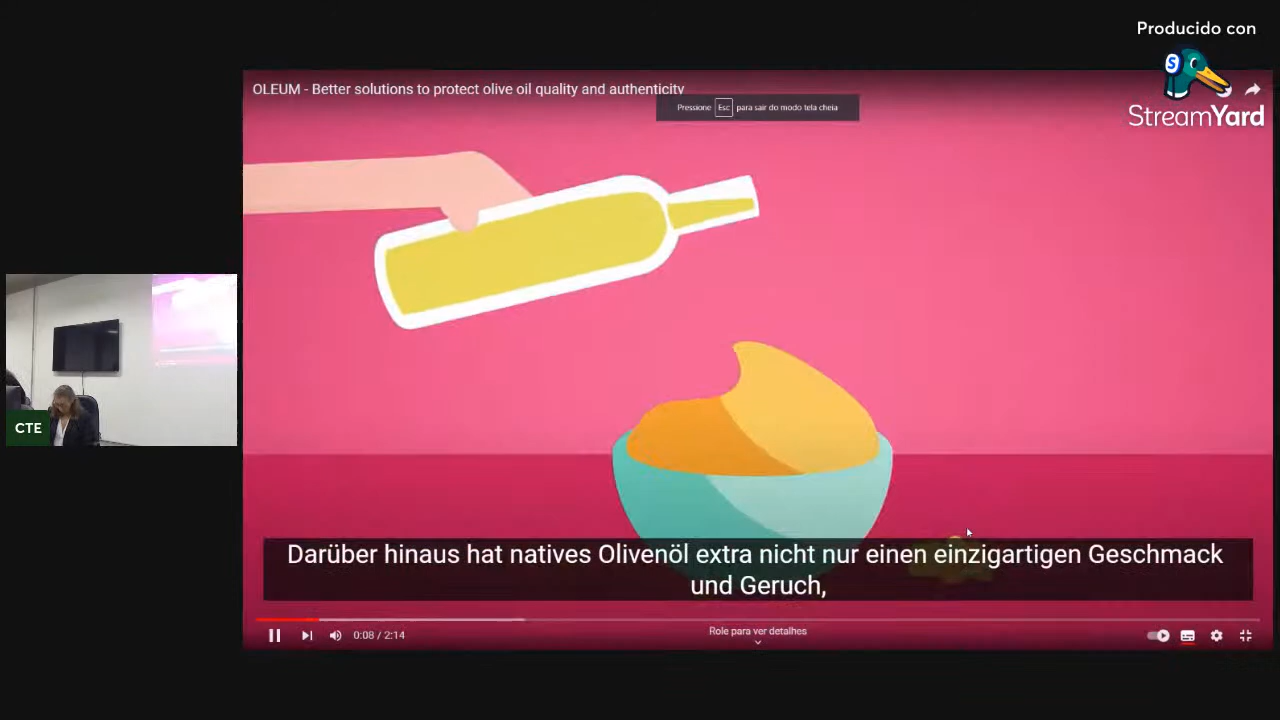 Producido con
StreamYard
OLEUM - Better solutions to protect olive oil quality and authenticity
Pressione Esc para sair do modo tela cheia
CTE
Darüber hinaus hat natives Olivenöl extra nicht nur einen einzigartigen Geschmack
und Geruch,
0:08 / 2:14
Role para ver detalhes